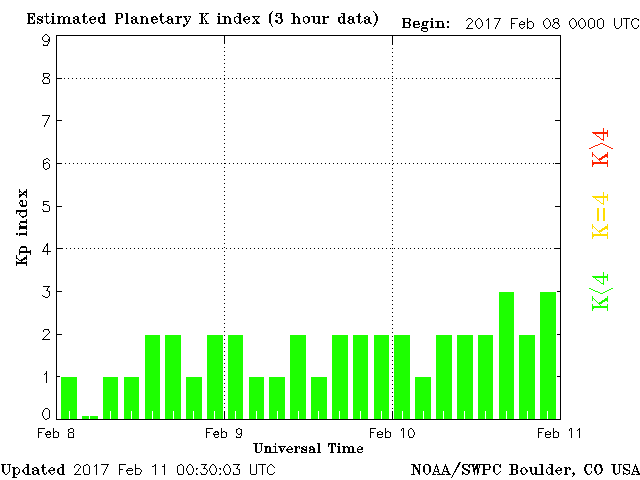 Estimated Planetary K index (3 hour data) Begin: 2017 Feb 08 0000 UTC
9
8
7
6
5
4
3
2
1
0
Kp index
K>4
K=4
K<4
Feb 8 Feb 9 Feb 10 Feb 11
Universal Time
Updated 2017 Feb 11 00:30:03 UTC NOAA/SWPC Boulder, CO USA